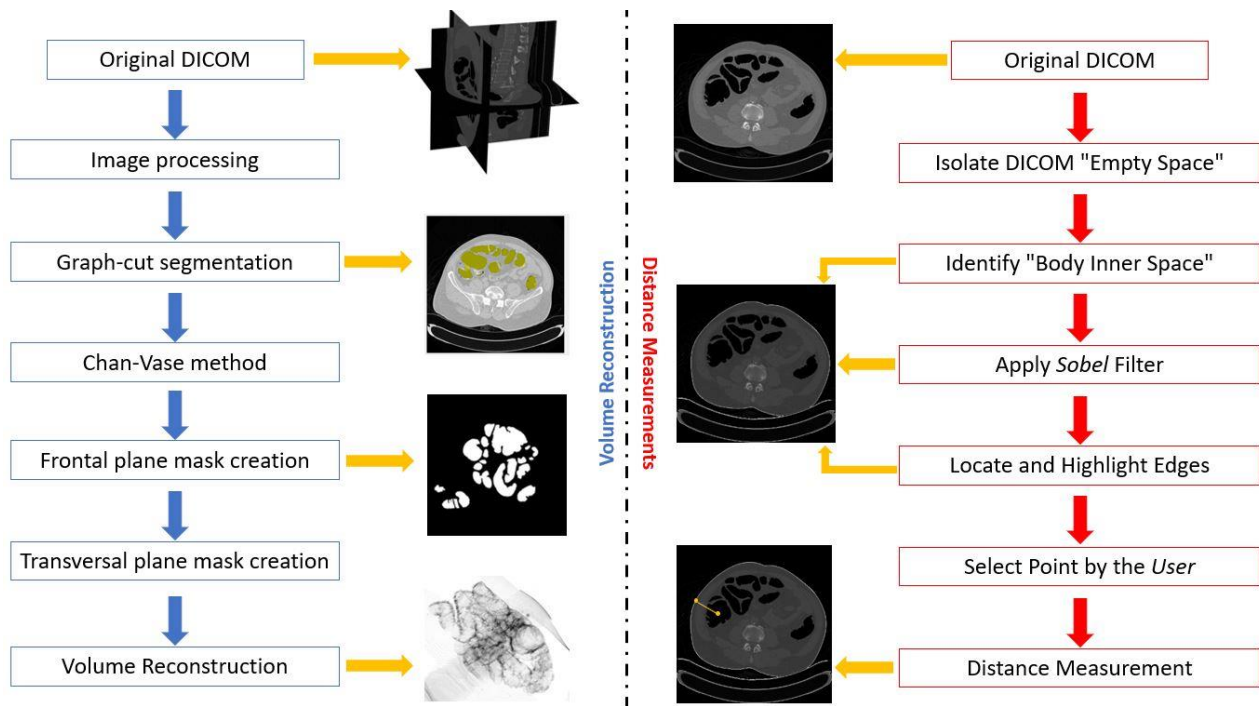 Original DICOM
Image processing
Graph-cut segmentation
Chan-Vase method
Frontal plane mask creation
Transversal plane mask creation
Volume Reconstruction
Volume Reconstruction
Distance Measurements
Original DICOM
Isolate DICOM "Empty Space"
Identify "Body Inner Space"
Apply Sobel Filter
Locate and Highlight Edges
Select Point by the User
Distance Measurement